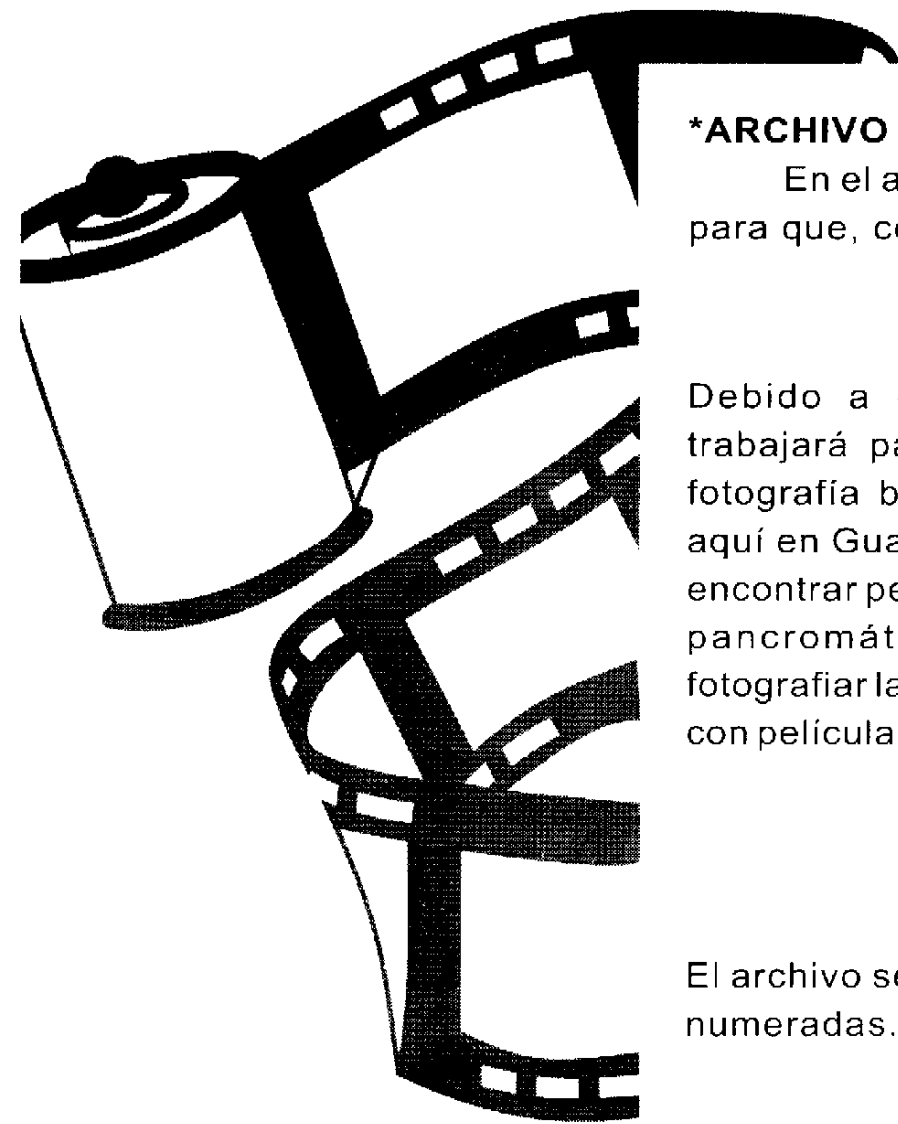 *ARCHIVO
En el a
para que, c
Debido a
trabajará pa
fotografía b
aquí en Gua
encontrar pe
pancromát
fotografiar la
con película
El archivo se
numeradas.